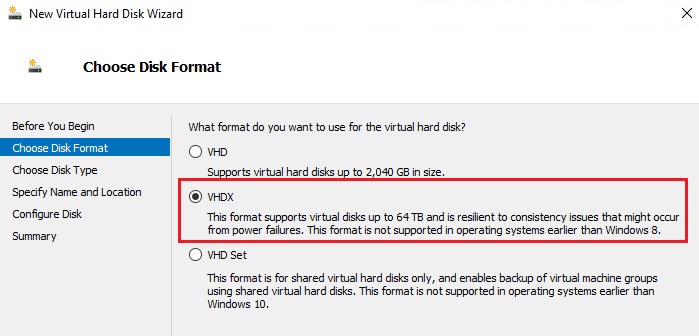 New Virtual Hard Disk Wizard
Choose Disk Format
Before You Begin
Choose Disk Format
Choose Disk Type
Specify Name and Location
Configure Disk
Summary
What format do you want to use for the virtual hard disk?
VHD
Supports virtual hard disks up to 2,040 GB in size.
VHDX
This format supports virtual disks up to 64 TB and is resilient to consistency issues that might occur
from power failures. This format is not supported in operating systems earlier than Windows 8.
VHD Set
This format is for shared virtual hard disks only, and enables backup of virtual machine groups
using shared virtual hard disks. This format is not supported in operating systems earlier than
Windows 10.